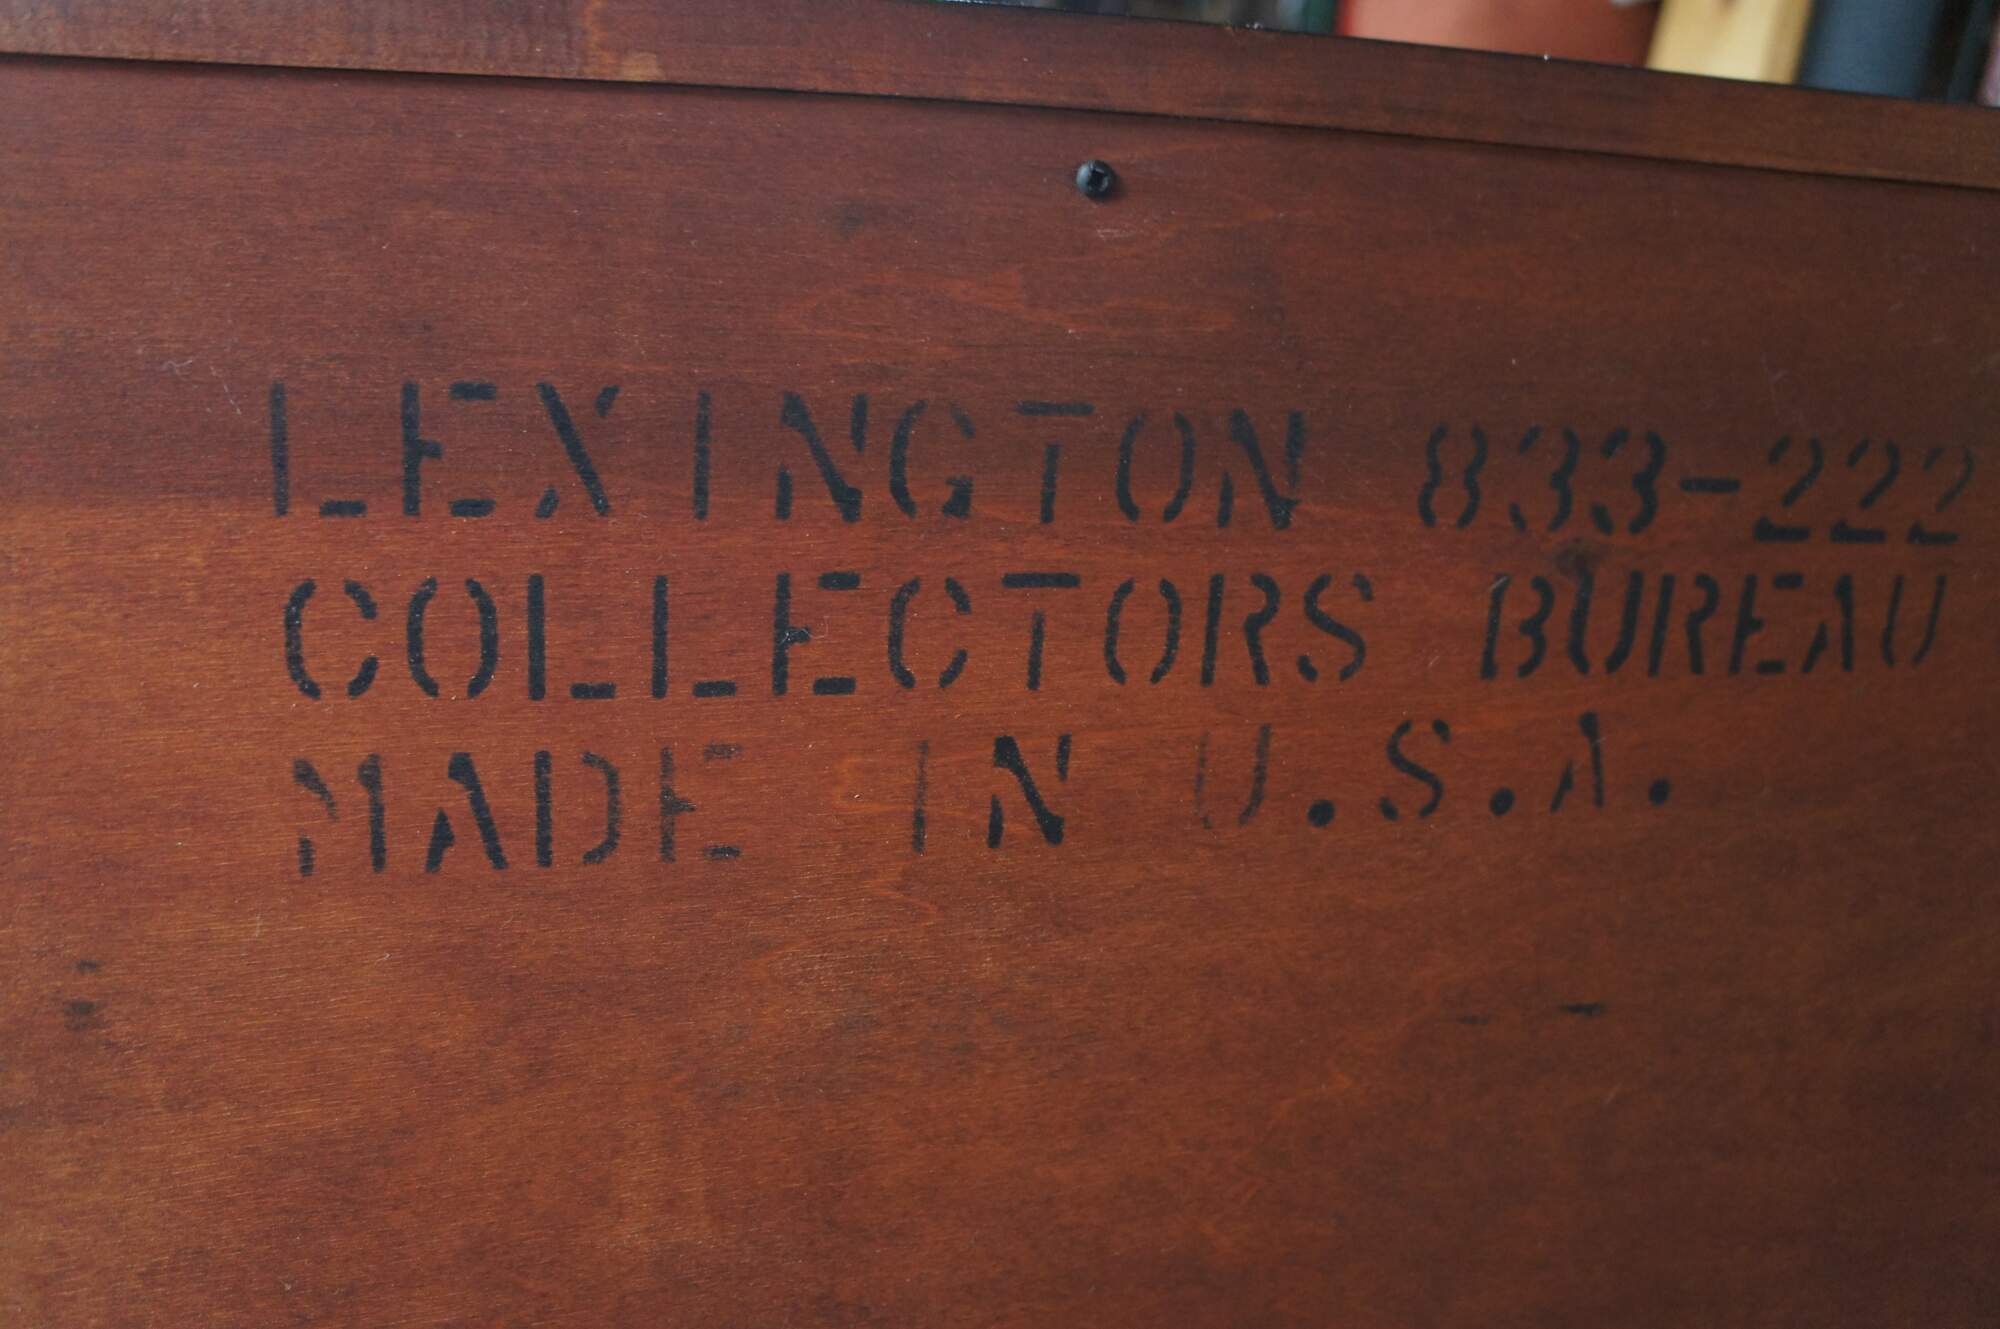 LEXINGTON 833-222
COLLECTORS BUREAU
MADE IN U.S.A.